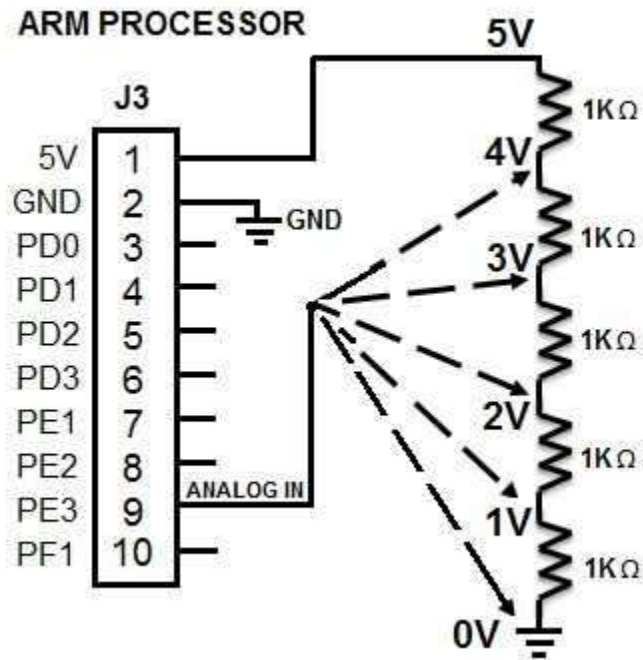 ARM PROCESSOR
J3
5V 1
GND 2
PD0 3
PD1 4
PD2 5
PD3 6
PE1 7
PE2 8
PE3 9
PF1 10
GND
ANALOG IN
5V
1KΩ
4V
1KΩ
3V
1KΩ
2V
1KΩ
1V
1KΩ
0V